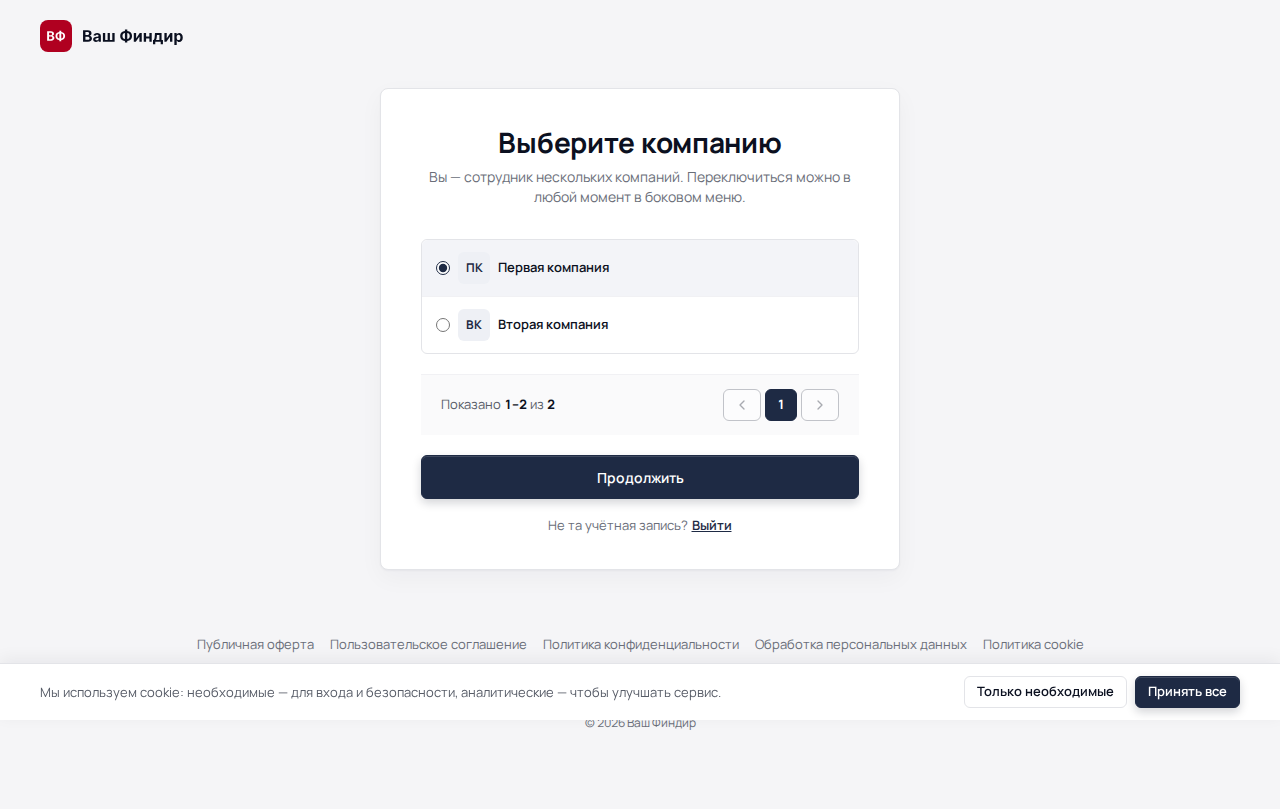 ВФ Ваш Финдир
Выберите компанию
Вы — сотрудник нескольких компаний. Переключиться можно в
любой момент в боковом меню.
ПК Первая компания
ВК Вторая компания
Показано 1–2 из 2
1
Продолжить
Не та учётная запись? Выйти
Публичная оферта Пользовательское соглашение Политика конфиденциальности Обработка персональных данных Политика cookie
Мы используем cookie: необходимые — для входа и безопасности, аналитические — чтобы улучшать сервис.
Только необходимые Принять все
© 2026 Ваш Финдир